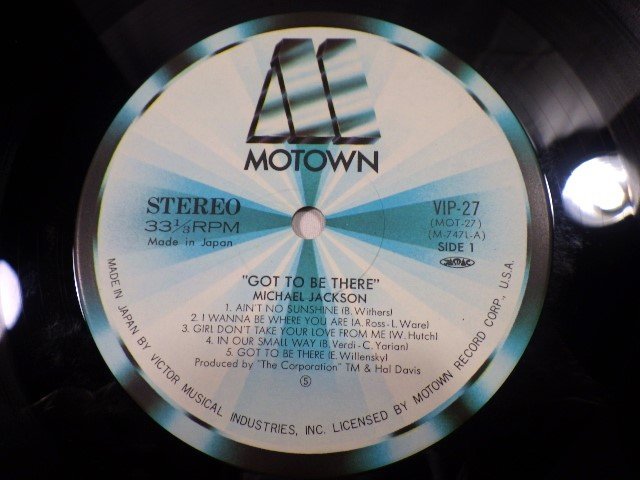 MOTOWN
STEREO
33⅓RPM
Made in Japan
VIP-27
(MOT-27)
(M-747L-A)
SIDE 1
"GOT TO BE THERE"
MICHAEL JACKSON
1. AIN'T NO SUNSHINE (B. Withers)
2. I WANNA BE WHERE YOU ARE (A. Ross-L. Ware)
3. GIRL DON'T TAKE YOUR LOVE FROM ME (W. Hutch)
4. IN OUR SMALL WAY (B. Verdi-C. Yarian)
5. GOT TO BE THERE (E. Willensky)
Produced by "The Corporation" TM & Hal Davis
Ⓢ
MADE IN JAPAN BY VICTOR MUSICAL INDUSTRIES, INC. LICENSED BY MOTOWN RECORD CORP., U.S.A.